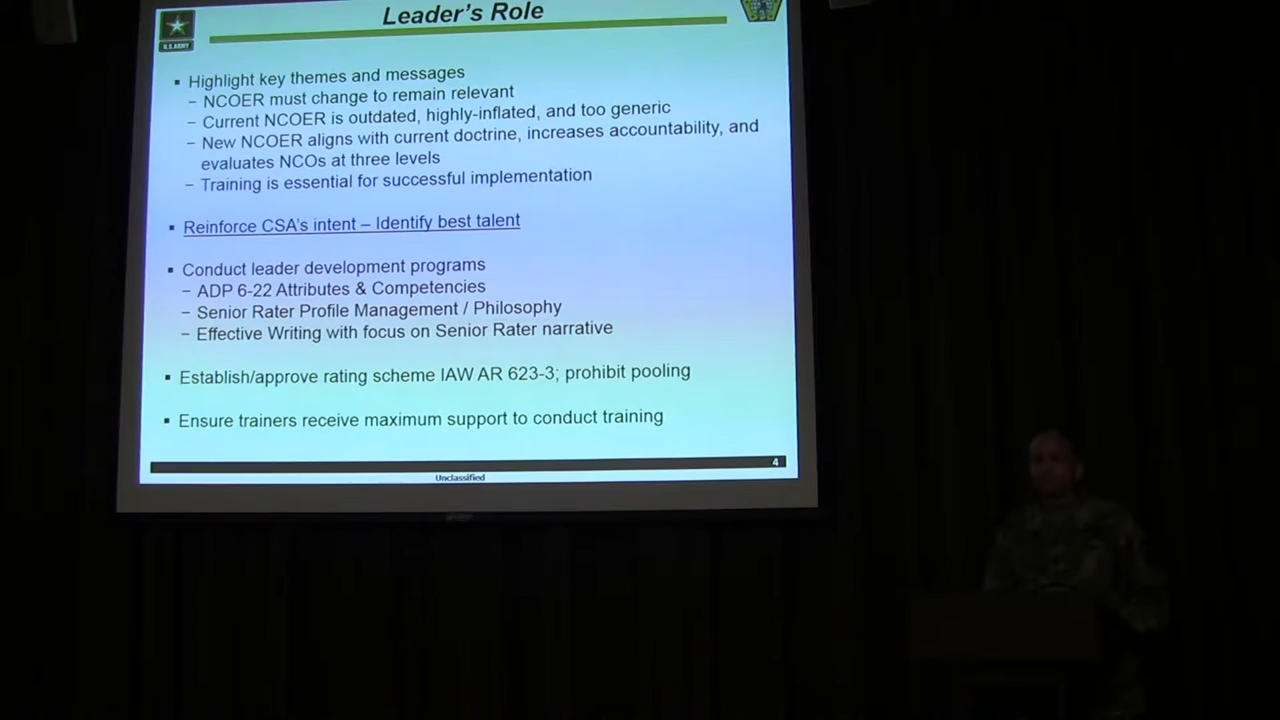 Leader's Role
U.S.ARMY
▪ Highlight key themes and messages
– NCOER must change to remain relevant
– Current NCOER is outdated, highly-inflated, and too generic
– New NCOER aligns with current doctrine, increases accountability, and
evaluates NCOs at three levels
– Training is essential for successful implementation
▪ Reinforce CSA's intent – Identify best talent
▪ Conduct leader development programs
– ADP 6-22 Attributes & Competencies
– Senior Rater Profile Management / Philosophy
– Effective Writing with focus on Senior Rater narrative
▪ Establish/approve rating scheme IAW AR 623-3; prohibit pooling
▪ Ensure trainers receive maximum support to conduct training
4
Unclassified